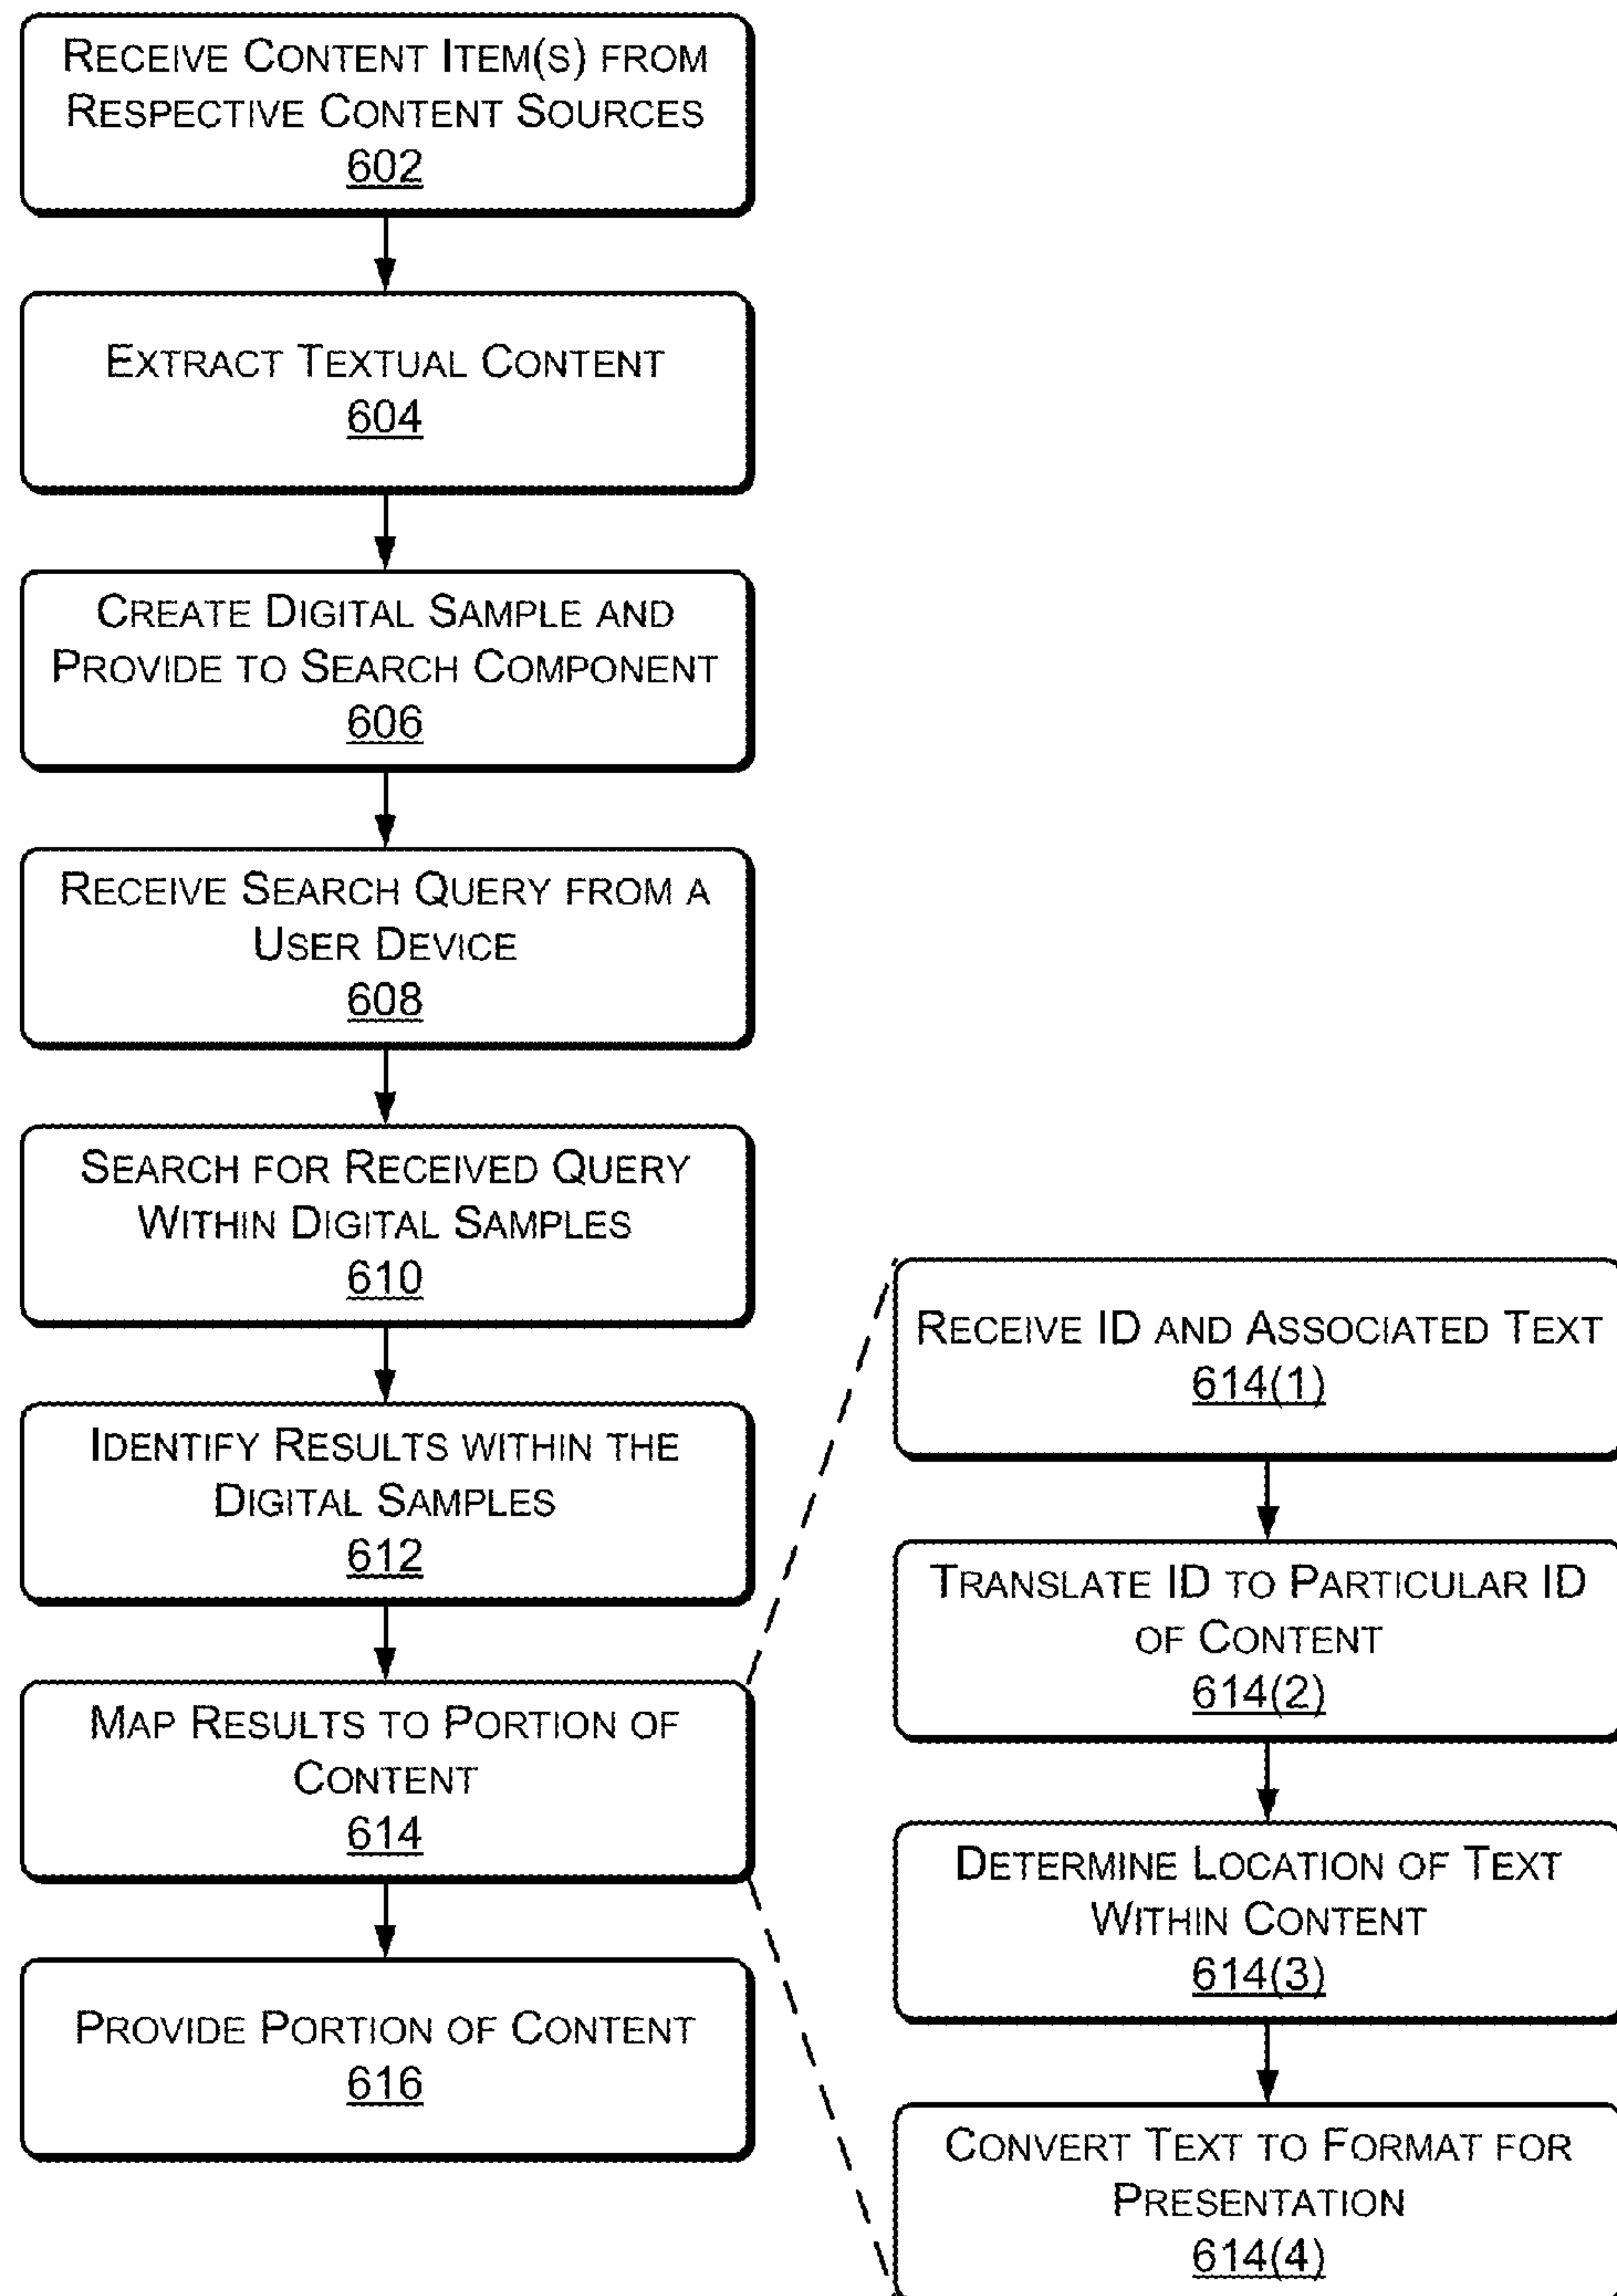 RECEIVE CONTENT ITEM(S) FROM
RESPECTIVE CONTENT SOURCES
602
EXTRACT TEXTUAL CONTENT
604
CREATE DIGITAL SAMPLE AND
PROVIDE TO SEARCH COMPONENT
606
RECEIVE SEARCH QUERY FROM A
USER DEVICE
608
SEARCH FOR RECEIVED QUERY
WITHIN DIGITAL SAMPLES
610
IDENTIFY RESULTS WITHIN THE
DIGITAL SAMPLES
612
MAP RESULTS TO PORTION OF
CONTENT
614
PROVIDE PORTION OF CONTENT
616
RECEIVE ID AND ASSOCIATED TEXT
614(1)
TRANSLATE ID TO PARTICULAR ID
OF CONTENT
614(2)
DETERMINE LOCATION OF TEXT
WITHIN CONTENT
614(3)
CONVERT TEXT TO FORMAT FOR
PRESENTATION
614(4)